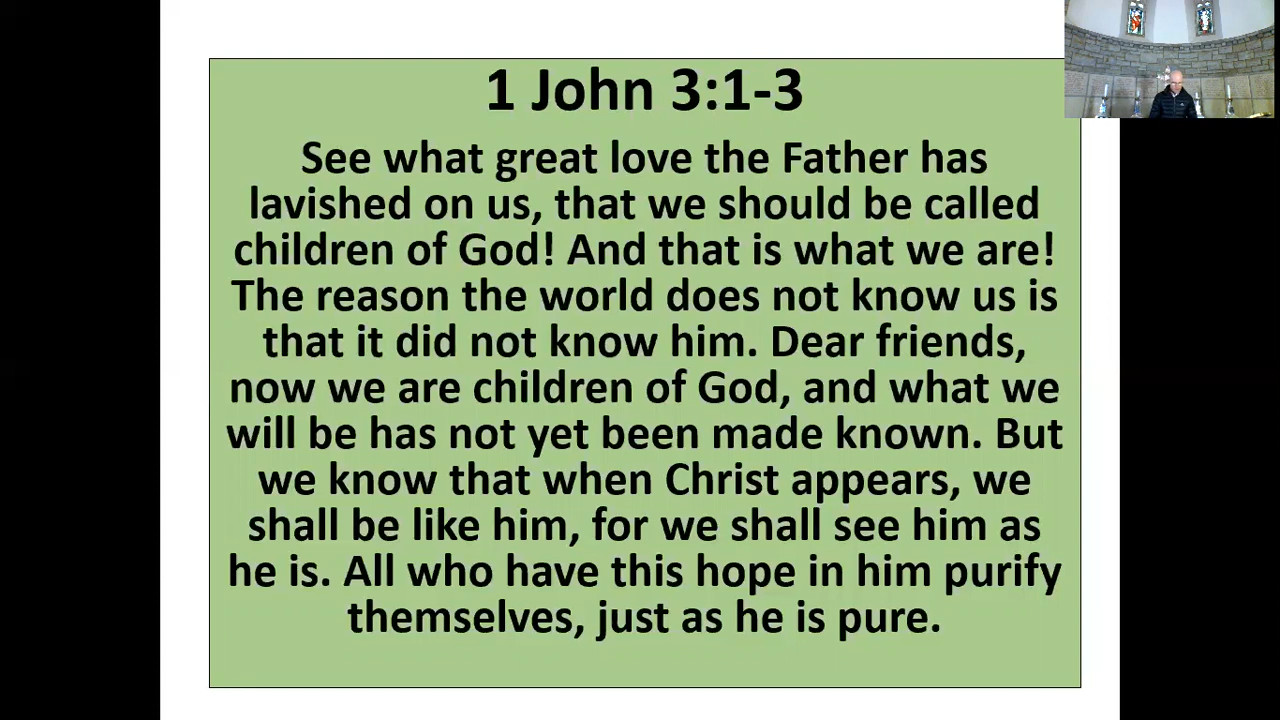 1 John 3:1-3
See what great love the Father has
lavished on us, that we should be called
children of God! And that is what we are!
The reason the world does not know us is
that it did not know him. Dear friends,
now we are children of God, and what we
will be has not yet been made known. But
we know that when Christ appears, we
shall be like him, for we shall see him as
he is. All who have this hope in him purify
themselves, just as he is pure.